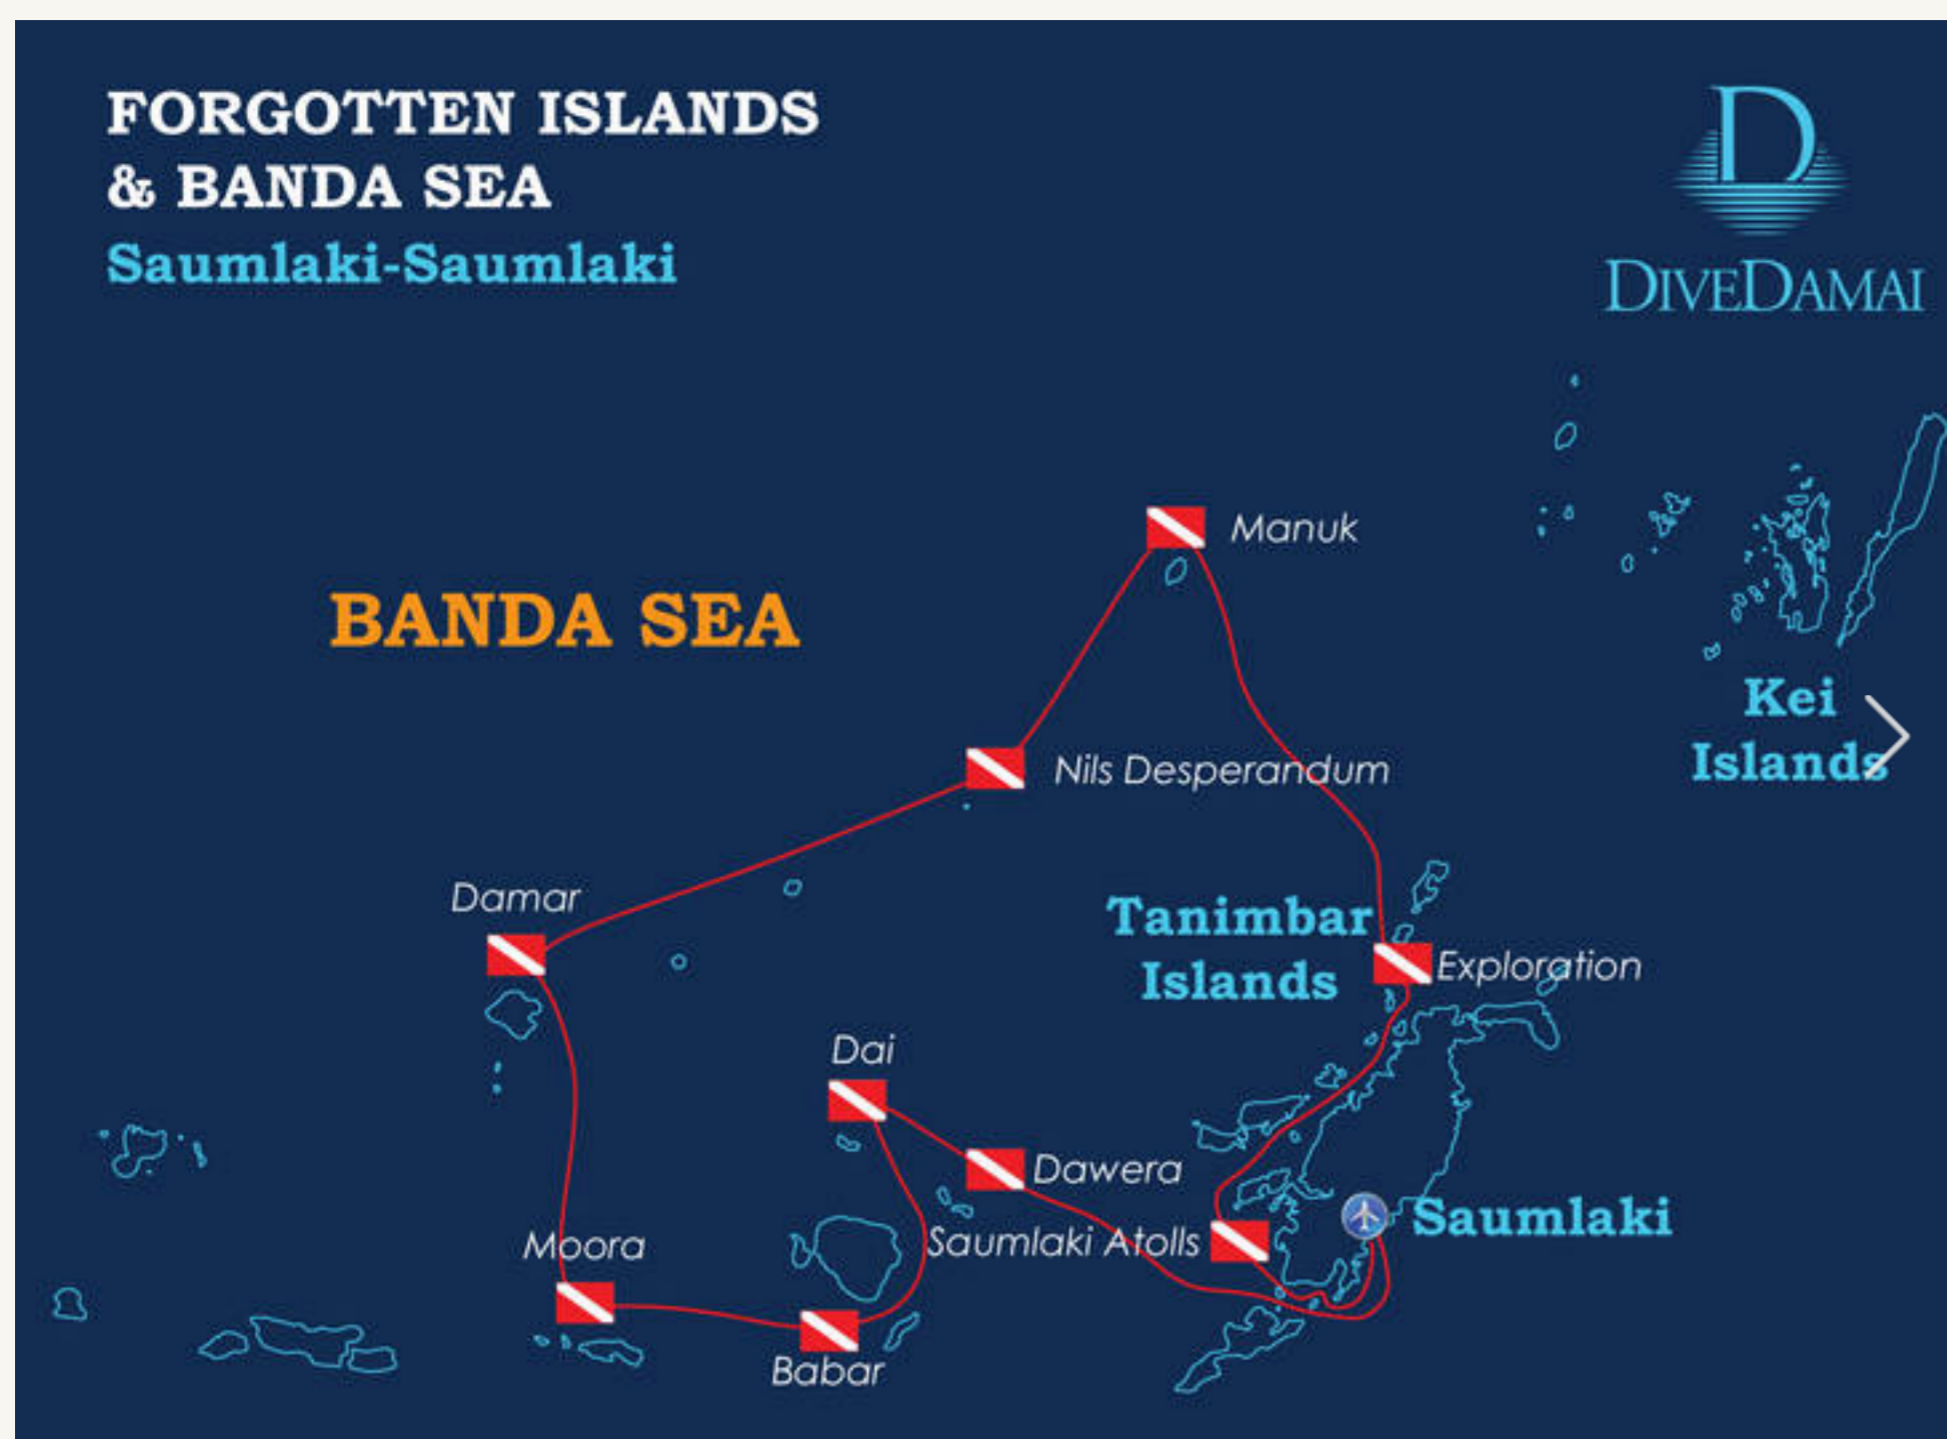 FORGOTTEN ISLANDS
& BANDA SEA
Saumlaki-Saumlaki
D
DIVEDAMAI
Manuk
BANDA SEA
Kei
Islands
Nils Desperandum
Damar
Tanimbar
Islands
Exploration
Dai
Dawera
Saumlaki
Saumlaki Atolls
Moora
Babar